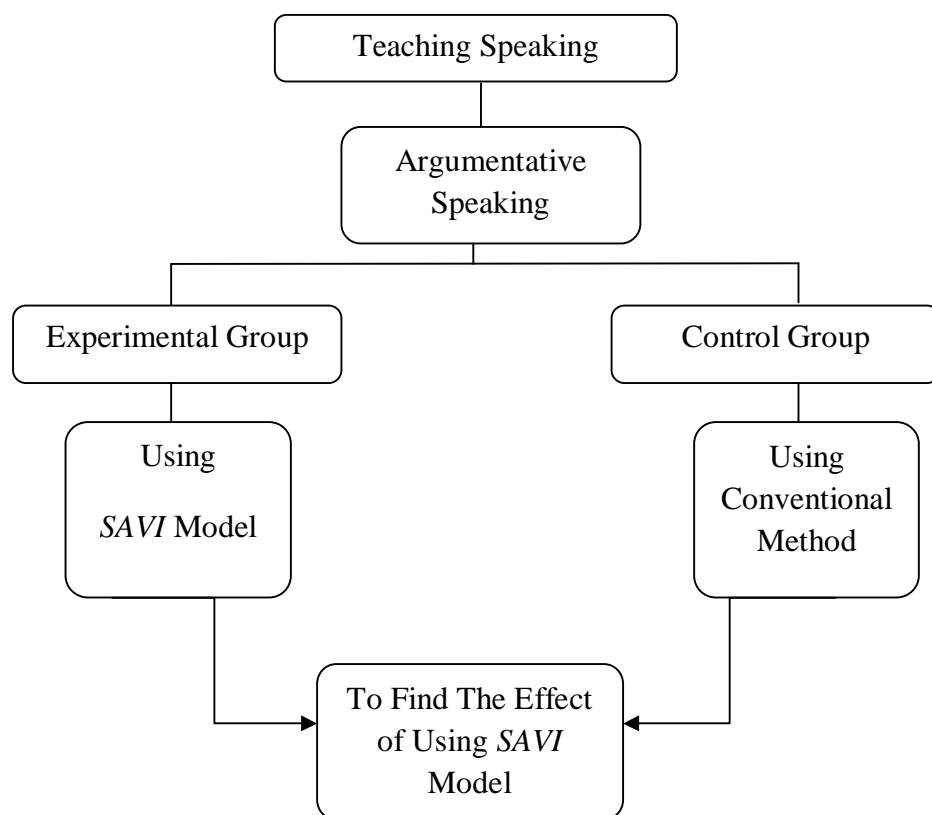 Teaching Speaking
Argumentative
Speaking
Experimental Group
Control Group
Using
SAVI Model
Using
Conventional
Method
To Find The Effect
of Using SAVI
Model